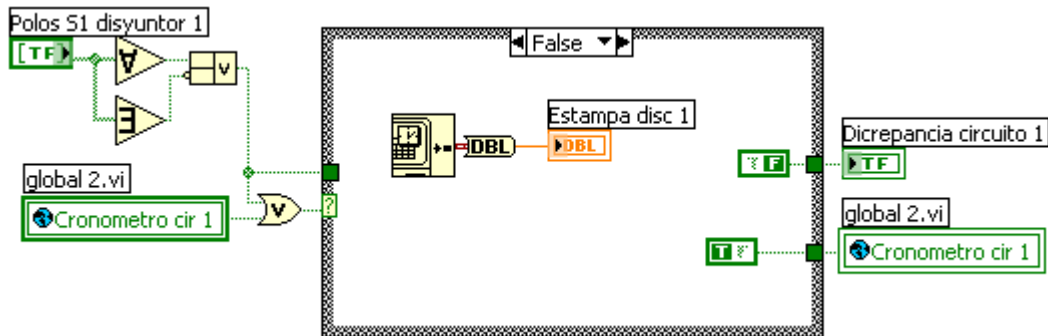 Polos S1 disyuntor 1
[TF]
∀
∃
V
global 2.vi
Cronometro cir 1
V
?
False
DBL
Estampa disc 1
DBL
F
Dicrepancia circuito 1
TF
T
global 2.vi
Cronometro cir 1